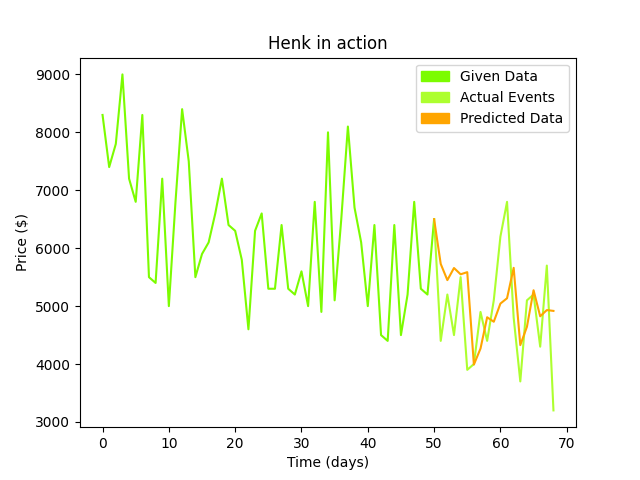 Henk in action
Given Data
Actual Events
Predicted Data
Price ($)
9000
8000
7000
6000
5000
4000
3000
0 10 20 30 40 50 60 70
Time (days)